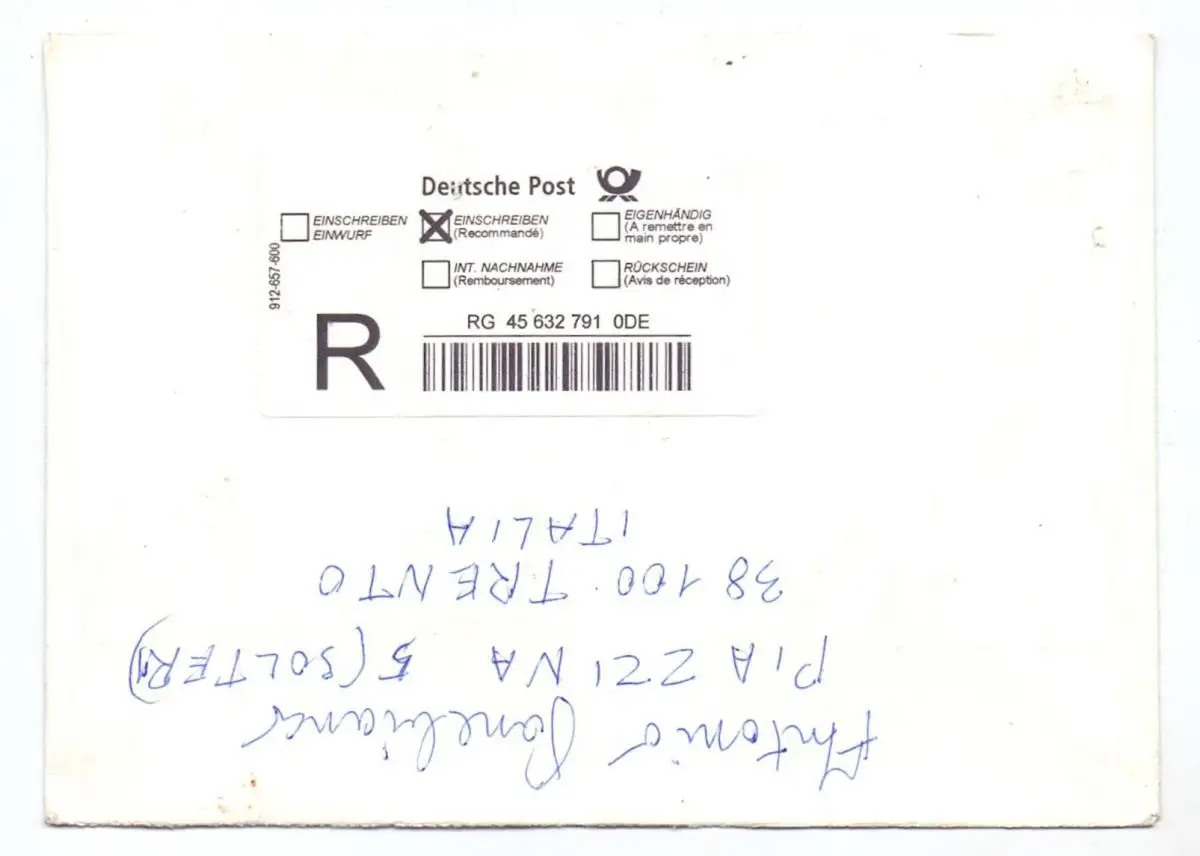 Deutsche Post
EINSCHREIBEN EINWURF
EINSCHREIBEN (Recommandé)
EIGENHÄNDIG (A remettre en main propre)
INT. NACHNAHME (Remboursement)
RÜCKSCHEIN (Avis de réception)
912-657-600
R
RG 45 632 791 0DE
Antonio
PIAZZINA 5 (SOLTERI)
38100 TRENTO
ITALIA